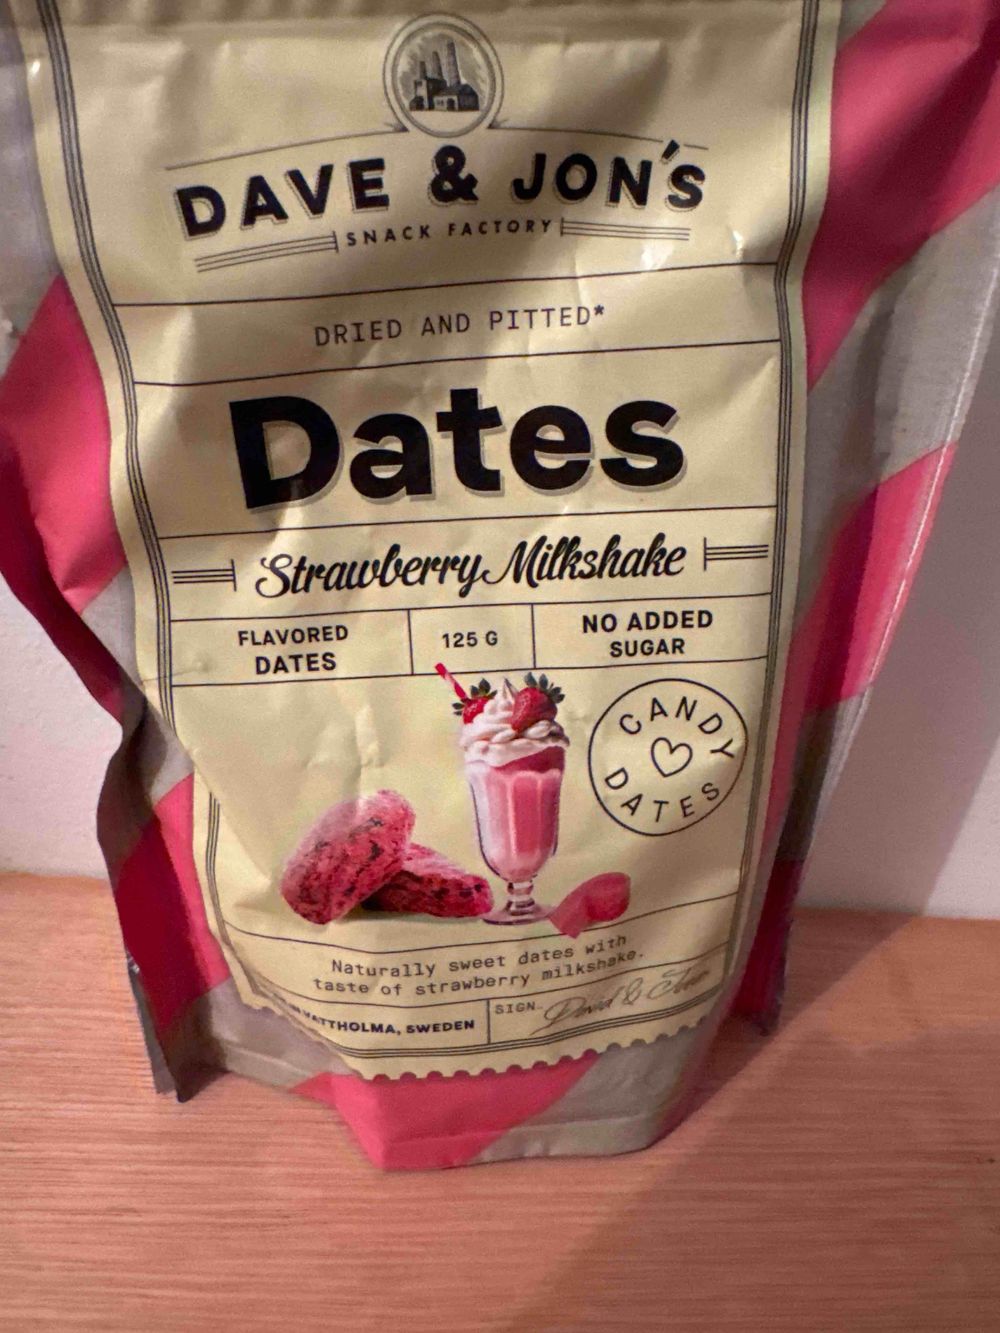 DAVE & JON'S
SNACK FACTORY
DRIED AND PITTED*
Dates
Strawberry Milkshake
FLAVORED
DATES
125 G
NO ADDED
SUGAR
CANDY
DATES
Naturally sweet dates with
taste of strawberry milkshake.
VATTHOLMA, SWEDEN
SIGN.